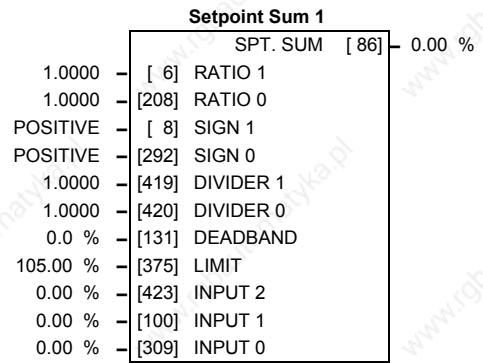 Setpoint Sum 1
SPT. SUM [ 86] – 0.00 %
1.0000 – [ 6] RATIO 1
1.0000 – [208] RATIO 0
POSITIVE – [ 8] SIGN 1
POSITIVE – [292] SIGN 0
1.0000 – [419] DIVIDER 1
1.0000 – [420] DIVIDER 0
0.0 % – [131] DEADBAND
105.00 % – [375] LIMIT
0.00 % – [423] INPUT 2
0.00 % – [100] INPUT 1
0.00 % – [309] INPUT 0